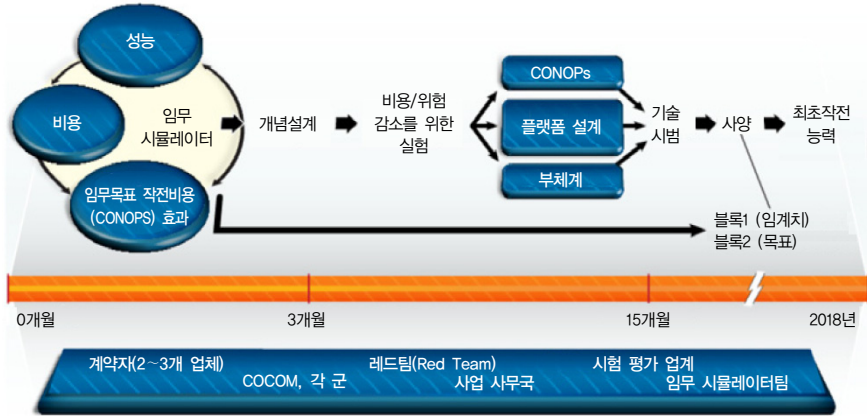 성능
비용
임무
시뮬레이터
임무목표 작전비용
(CONOPS) 효과
개념설계
비용/위험
감소를 위한
실험
CONOPs
플랫폼 설계
부체계
기술
시범
사양
최초작전
능력
블록1 (임계치)
블록2 (목표)
0개월
3개월
15개월
2018년
계약자(2~3개 업체)
COCOM, 각 군
레드팀(Red Team)
사업 사무국
시험 평가 업계
임무 시뮬레이터팀